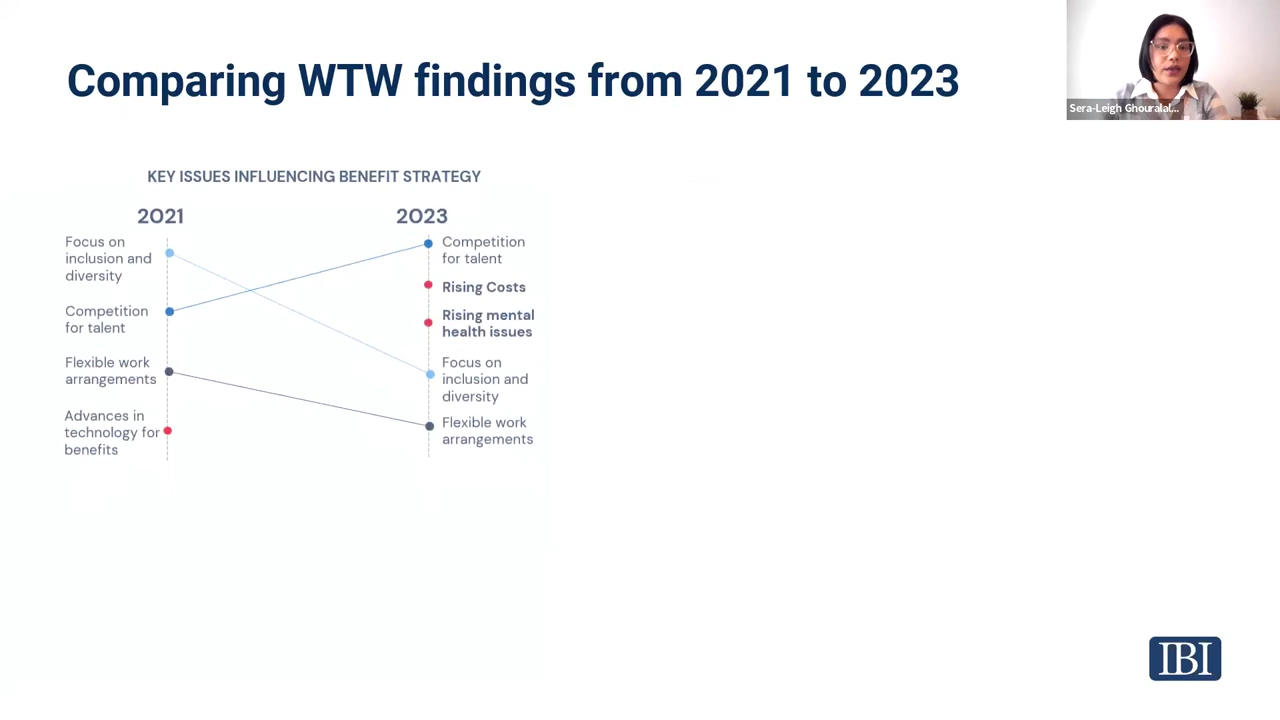 Comparing WTW findings from 2021 to 2023
Sera-Leigh Ghouralal...
KEY ISSUES INFLUENCING BENEFIT STRATEGY
2021
Focus on
inclusion and
diversity
Competition
for talent
Flexible work
arrangements
Advances in
technology for
benefits
2023
Competition
for talent
Rising Costs
Rising mental
health issues
Focus on
inclusion and
diversity
Flexible work
arrangements
IBI